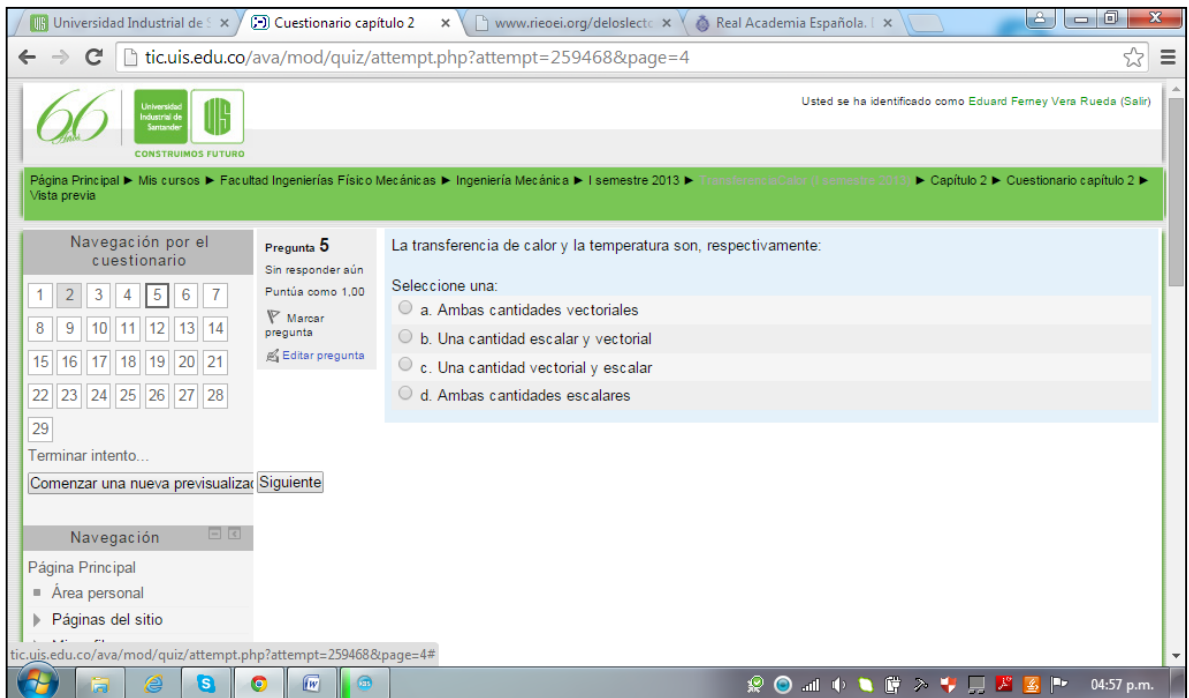 Universidad Industrial de S
Cuestionario capítulo 2
www.rieoei.org/deloslecto
Real Academia Española.
tic.uis.edu.co/ava/mod/quiz/attempt.php?attempt=259468&page=4
66
Años
Universidad
Industrial de
Santander
UIS
CONSTRUIMOS FUTURO
Usted se ha identificado como Eduard Ferney Vera Rueda (Salir)
Página Principal ► Mis cursos ► Facultad Ingenierías Físico Mecánicas ► Ingeniería Mecánica ► I semestre 2013 ► ► Capítulo 2 ► Cuestionario capítulo 2 ►
Vista previa
Navegación por el
cuestionario
1 2 3 4 5 6 7
8 9 10 11 12 13 14
15 16 17 18 19 20 21
22 23 24 25 26 27 28
29
Terminar intento...
Comenzar una nueva previsualizac
Pregunta 5
Sin responder aún
Puntúa como 1,00
Marcar
pregunta
Editar pregunta
La transferencia de calor y la temperatura son, respectivamente:
Seleccione una:
a. Ambas cantidades vectoriales
b. Una cantidad escalar y vectorial
c. Una cantidad vectorial y escalar
d. Ambas cantidades escalares
Siguiente
Navegación
Página Principal
Área personal
Páginas del sitio
tic.uis.edu.co/ava/mod/quiz/attempt.php?attempt=259468&page=4#
04:57 p.m.